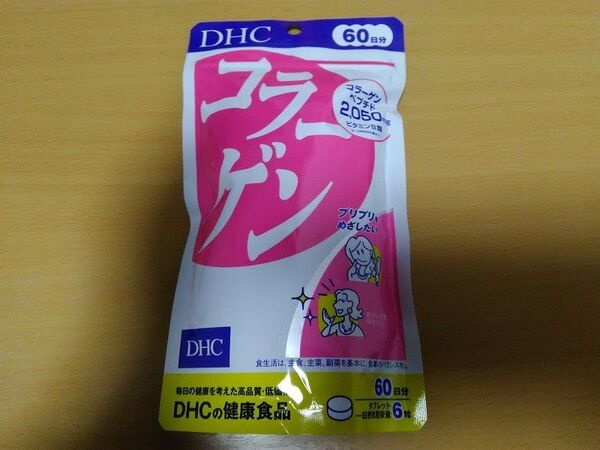 DHC
60日分
コラーゲン
コラーゲン
ペプチド
2,050mg
ビタミンB類
プリプリを
めざしたい
DHC
食生活は、主食、主菜、副菜を基本に、食事のバランスを。
毎日の健康を考えた高品質・低価格
DHCの健康食品
60日分
タブレット
一日摂取目安量6粒